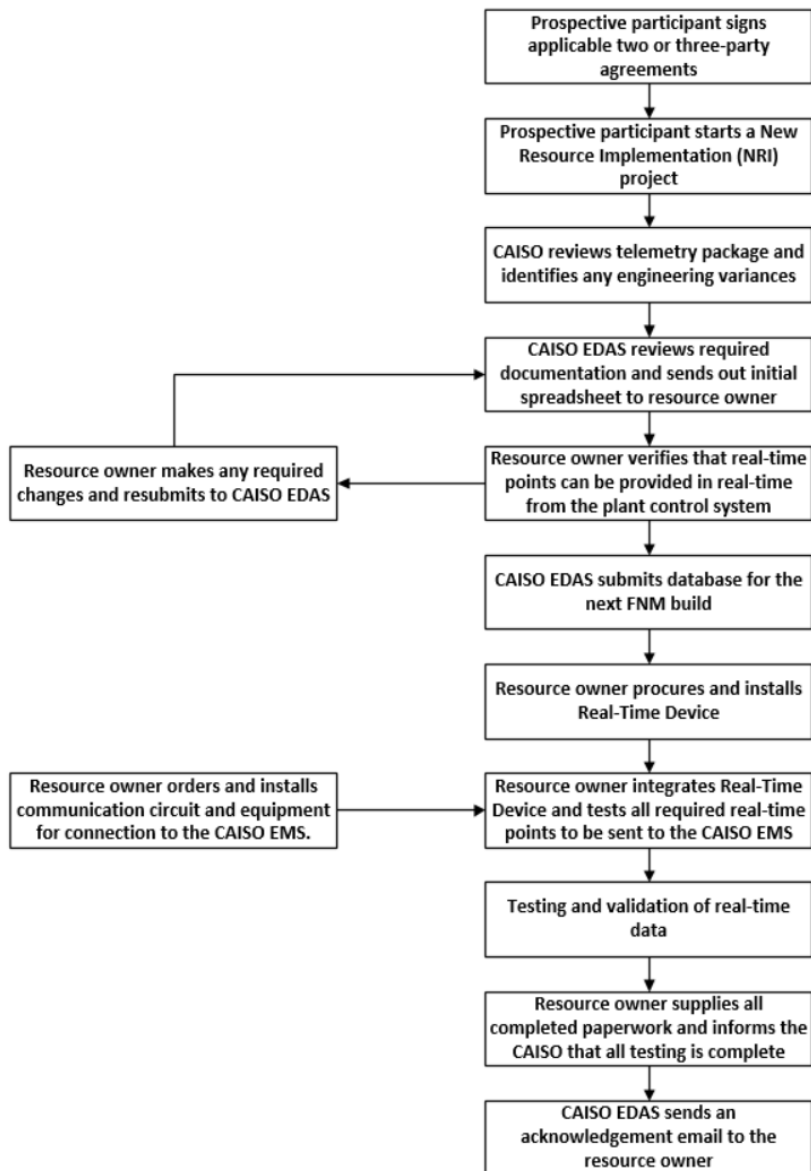 Prospective participant signs
applicable two or three-party
agreements
Prospective participant starts a New
Resource Implementation (NRI)
project
CAISO reviews telemetry package and
identifies any engineering variances
CAISO EDAS reviews required
documentation and sends out initial
spreadsheet to resource owner
Resource owner makes any required
changes and resubmits to CAISO EDAS
Resource owner verifies that real-time
points can be provided in real-time
from the plant control system
CAISO EDAS submits database for the
next FNM build
Resource owner procures and installs
Real-Time Device
Resource owner orders and installs
communication circuit and equipment
for connection to the CAISO EMS.
Resource owner integrates Real-Time
Device and tests all required real-time
points to be sent to the CAISO EMS
Testing and validation of real-time
data
Resource owner supplies all
completed paperwork and informs the
CAISO that all testing is complete
CAISO EDAS sends an
acknowledgement email to the
resource owner